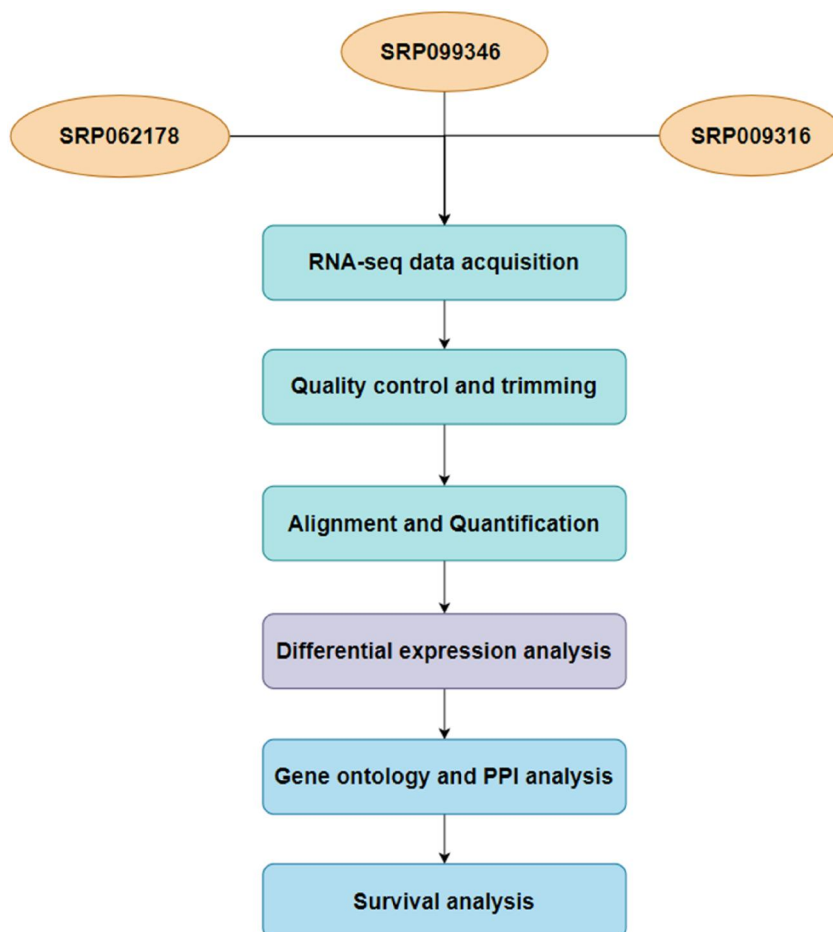 SRP099346
SRP062178
SRP009316
RNA-seq data acquisition
Quality control and trimming
Alignment and Quantification
Differential expression analysis
Gene ontology and PPI analysis
Survival analysis